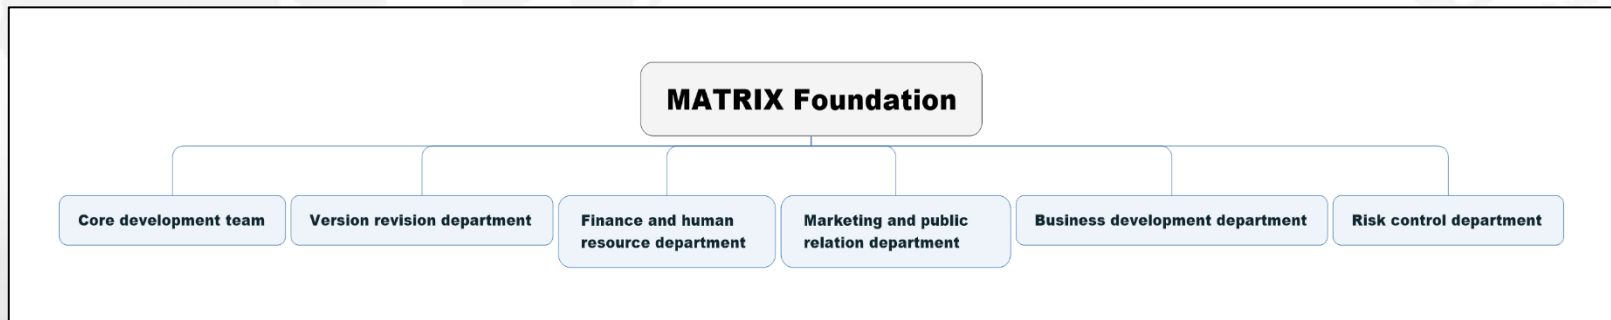 MATRIX Foundation
Core development team
Version revision department
Finance and human
resource department
Marketing and public
relation department
Business development department
Risk control department